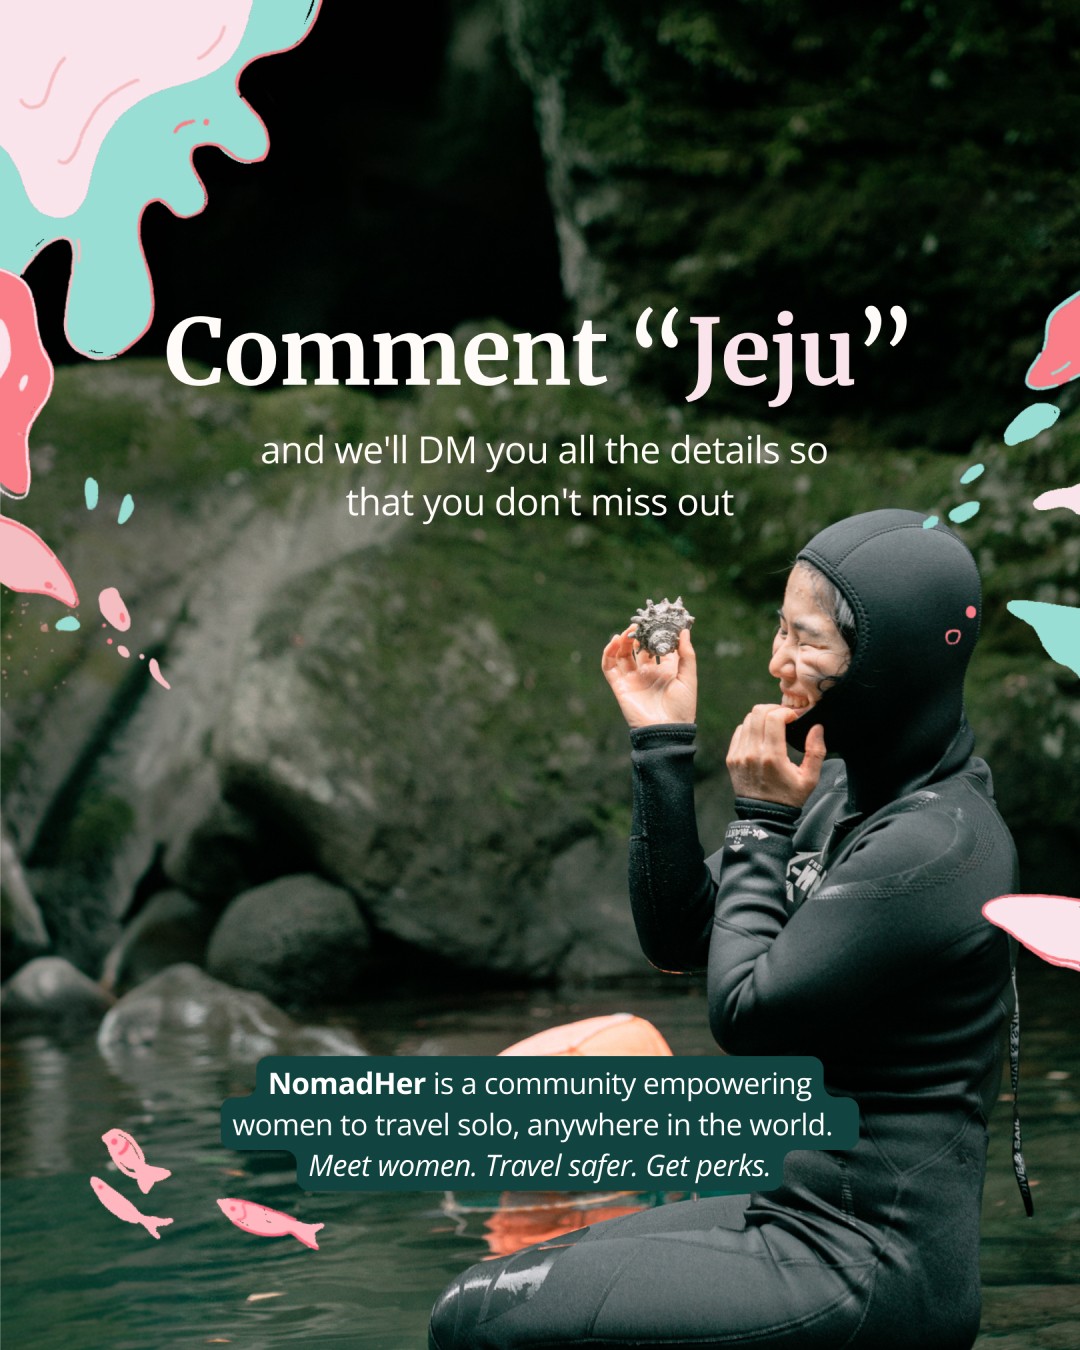 Comment “Jeju”
and we'll DM you all the details so
that you don't miss out
NomadHer is a community empowering
women to travel solo, anywhere in the world.
Meet women. Travel safer. Get perks.